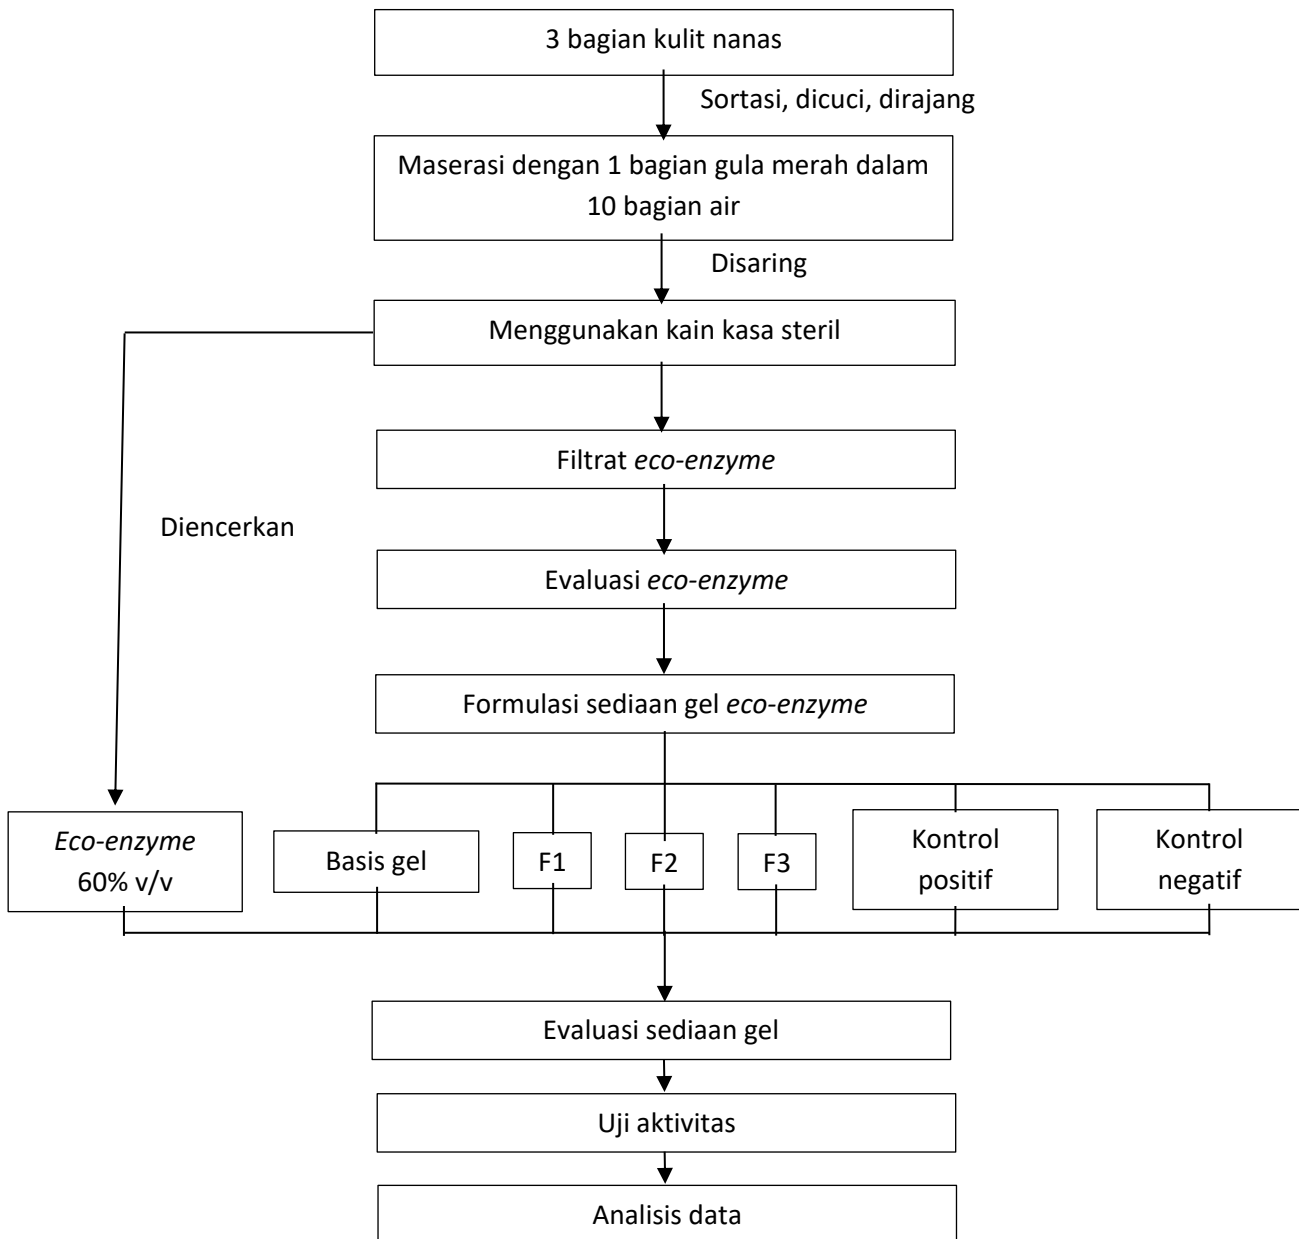 3 bagian kulit nanas
Sortasi, dicuci, dirajang
Maserasi dengan 1 bagian gula merah dalam
10 bagian air
Disaring
Menggunakan kain kasa steril
Filtrat eco-enzyme
Diencerkan
Evaluasi eco-enzyme
Formulasi sediaan gel eco-enzyme
Eco-enzyme
60% v/v
Basis gel
F1
F2
F3
Kontrol
positif
Kontrol
negatif
Evaluasi sediaan gel
Uji aktivitas
Analisis data